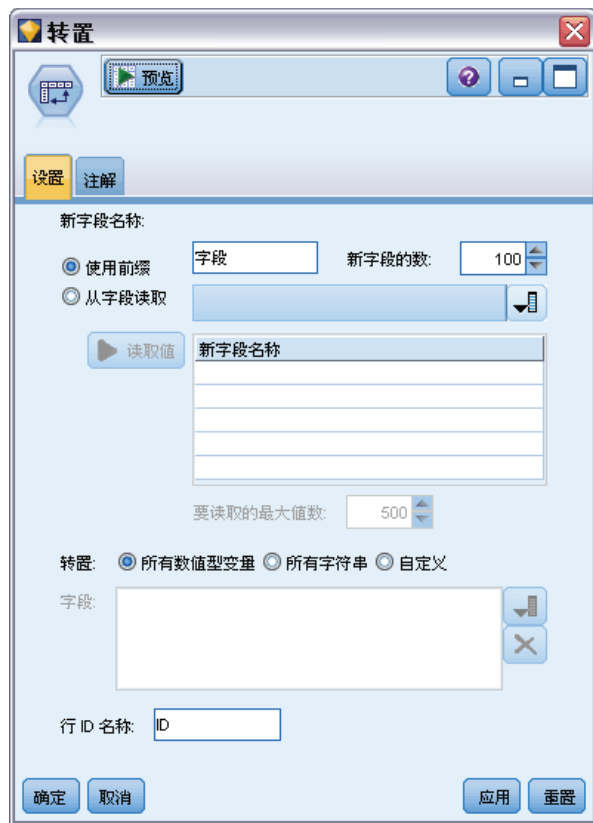 转置
预览
设置 注解
新字段名称:
使用前缀 字段 新字段的数: 100
从字段读取
读取值 新字段名称
要读取的最大值数: 500
转置: 所有数值型变量 所有字符串 自定义
字段:
行 ID 名称: ID
确定 取消 应用 重置